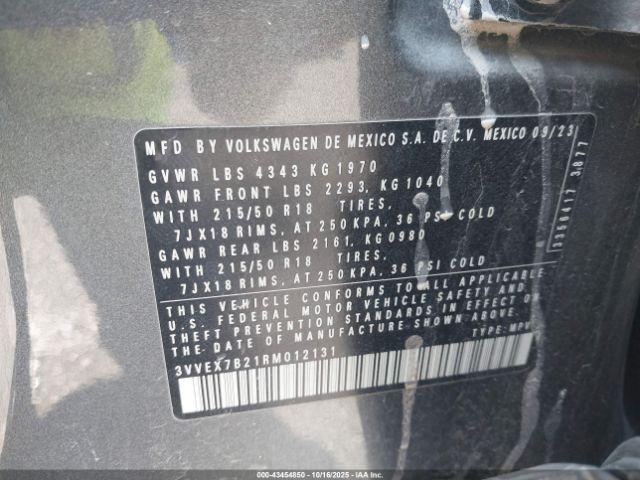 MFD BY VOLKSWAGEN DE MEXICO S.A. DE C.V. MEXICO 09/23
GVWR LBS 4343 KG 1970
GAWR FRONT LBS 2293, KG 1040
WITH 215/50 R18 TIRES,
7JX18 RIMS, AT 250 KPA, 36 PSI COLD
GAWR REAR LBS 2161, KG 0980
WITH 215/50 R18 TIRES,
7JX18 RIMS, AT 250 KPA, 36 PSI COLD
THIS VEHICLE CONFORMS TO ALL APPLICABLE
U.S. FEDERAL MOTOR VEHICLE SAFETY AND
THEFT PREVENTION STANDARDS IN EFFECT ON
THE DATE OF MANUFACTURE SHOWN ABOVE
3VVEX7B21RM012131 TYPE: MPV
000-43454850 | 10/16/2025 | IAA, Inc.